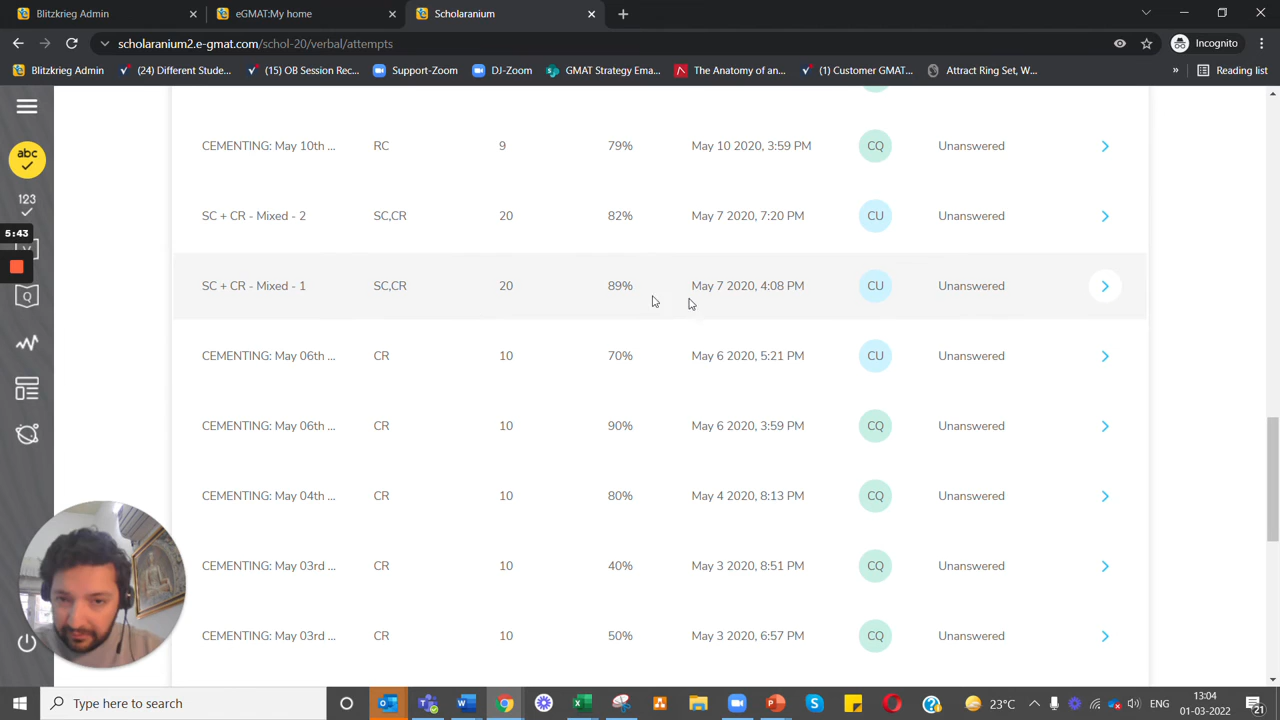 Blitzkrieg Admin
eGMAT:My home
Scholaranium
scholaranium2.e-gmat.com/schol-20/verbal/attempts
Incognito
Blitzkrieg Admin
(24) Different Stude...
(15) OB Session Rec...
Support-Zoom
DJ-Zoom
GMAT Strategy Ema...
The Anatomy of an...
(1) Customer GMAT...
Attract Ring Set, W...
»
Reading list
abc
123
5:43
Q
CEMENTING: May 10th ... RC 9 79% May 10 2020, 3:59 PM CQ Unanswered
SC + CR - Mixed - 2 SC,CR 20 82% May 7 2020, 7:20 PM CU Unanswered
SC + CR - Mixed - 1 SC,CR 20 89% May 7 2020, 4:08 PM CU Unanswered
CEMENTING: May 06th ... CR 10 70% May 6 2020, 5:21 PM CU Unanswered
CEMENTING: May 06th ... CR 10 90% May 6 2020, 3:59 PM CQ Unanswered
CEMENTING: May 04th ... CR 10 80% May 4 2020, 8:13 PM CQ Unanswered
CEMENTING: May 03rd ... CR 10 40% May 3 2020, 8:51 PM CQ Unanswered
CEMENTING: May 03rd ... CR 10 50% May 3 2020, 6:57 PM CQ Unanswered
Type here to search
23°C
ENG
13:04
01-03-2022
21